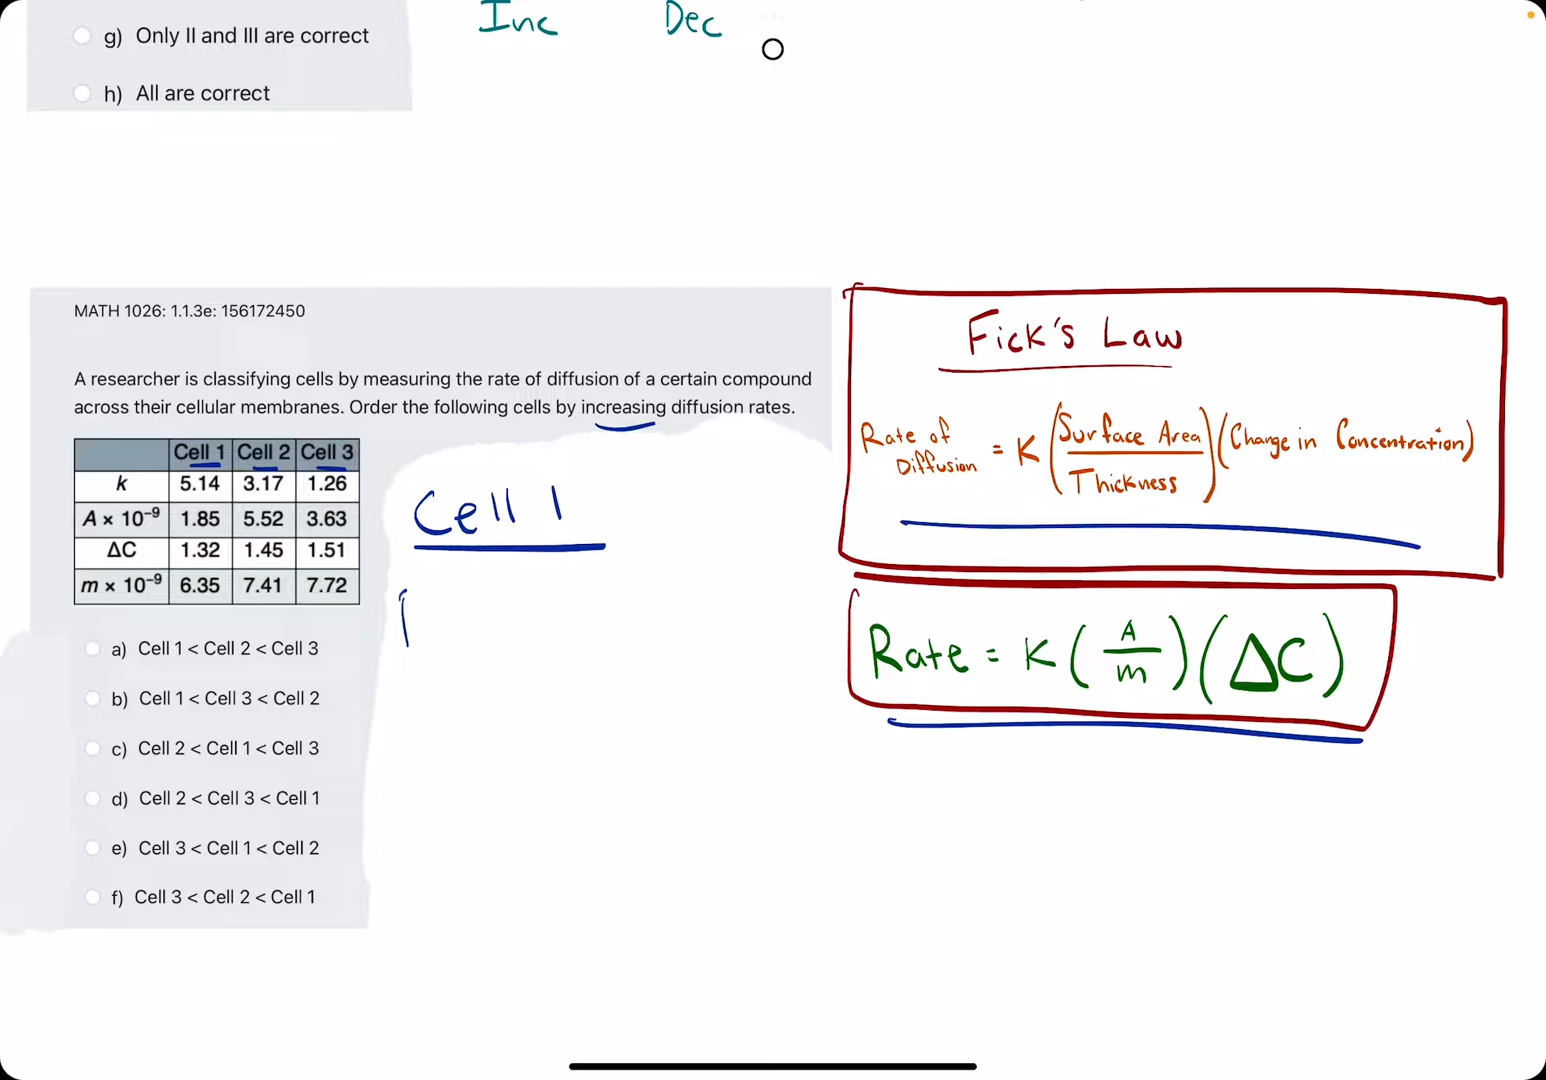 Inc Dec
g) Only II and III are correct
h) All are correct
MATH 1026: 1.1.3e: 156172450
A researcher is classifying cells by measuring the rate of diffusion of a certain compound
across their cellular membranes. Order the following cells by increasing diffusion rates.
Cell 1 Cell 2 Cell 3
k 5.14 3.17 1.26
A × 10⁻⁹ 1.85 5.52 3.63
ΔC 1.32 1.45 1.51
m × 10⁻⁹ 6.35 7.41 7.72
a) Cell 1 < Cell 2 < Cell 3
b) Cell 1 < Cell 3 < Cell 2
c) Cell 2 < Cell 1 < Cell 3
d) Cell 2 < Cell 3 < Cell 1
e) Cell 3 < Cell 1 < Cell 2
f) Cell 3 < Cell 2 < Cell 1
Cell 1
Fick's Law
Rate of Diffusion = K (Surface Area / Thickness) (Change in Concentration)
Rate = K (A / m) (ΔC)